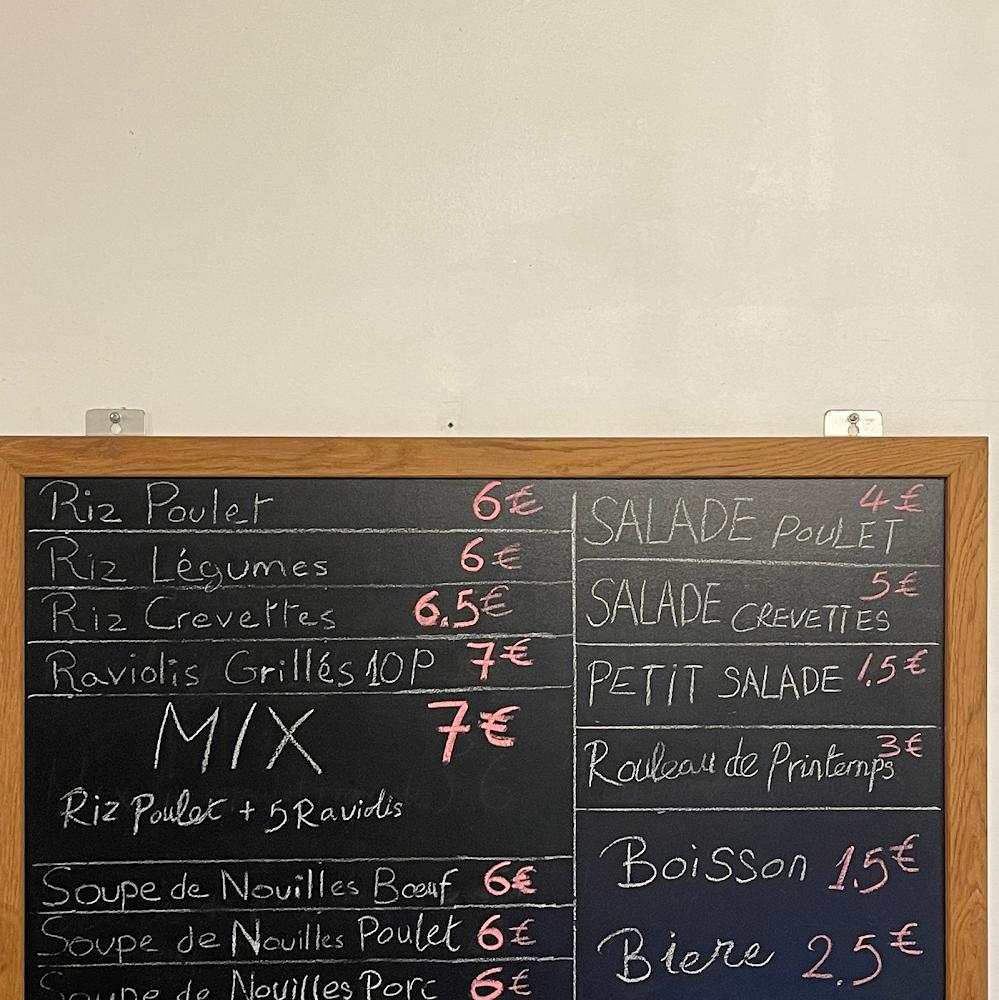 Riz Poulet 6€
Riz Légumes 6€
Riz Crevettes 6.5€
Raviolis Grillés 10P 7€
MIX 7€
Riz Poulet + 5 Raviolis
Soupe de Nouilles Bœuf 6€
Soupe de Nouilles Poulet 6€
Soupe de Nouilles Porc 6€
SALADE POULET 4€
SALADE CREVETTES 5€
PETIT SALADE 1.5€
Rouleau de Printemps 3€
Boisson 1.5€
Biere 2.5€